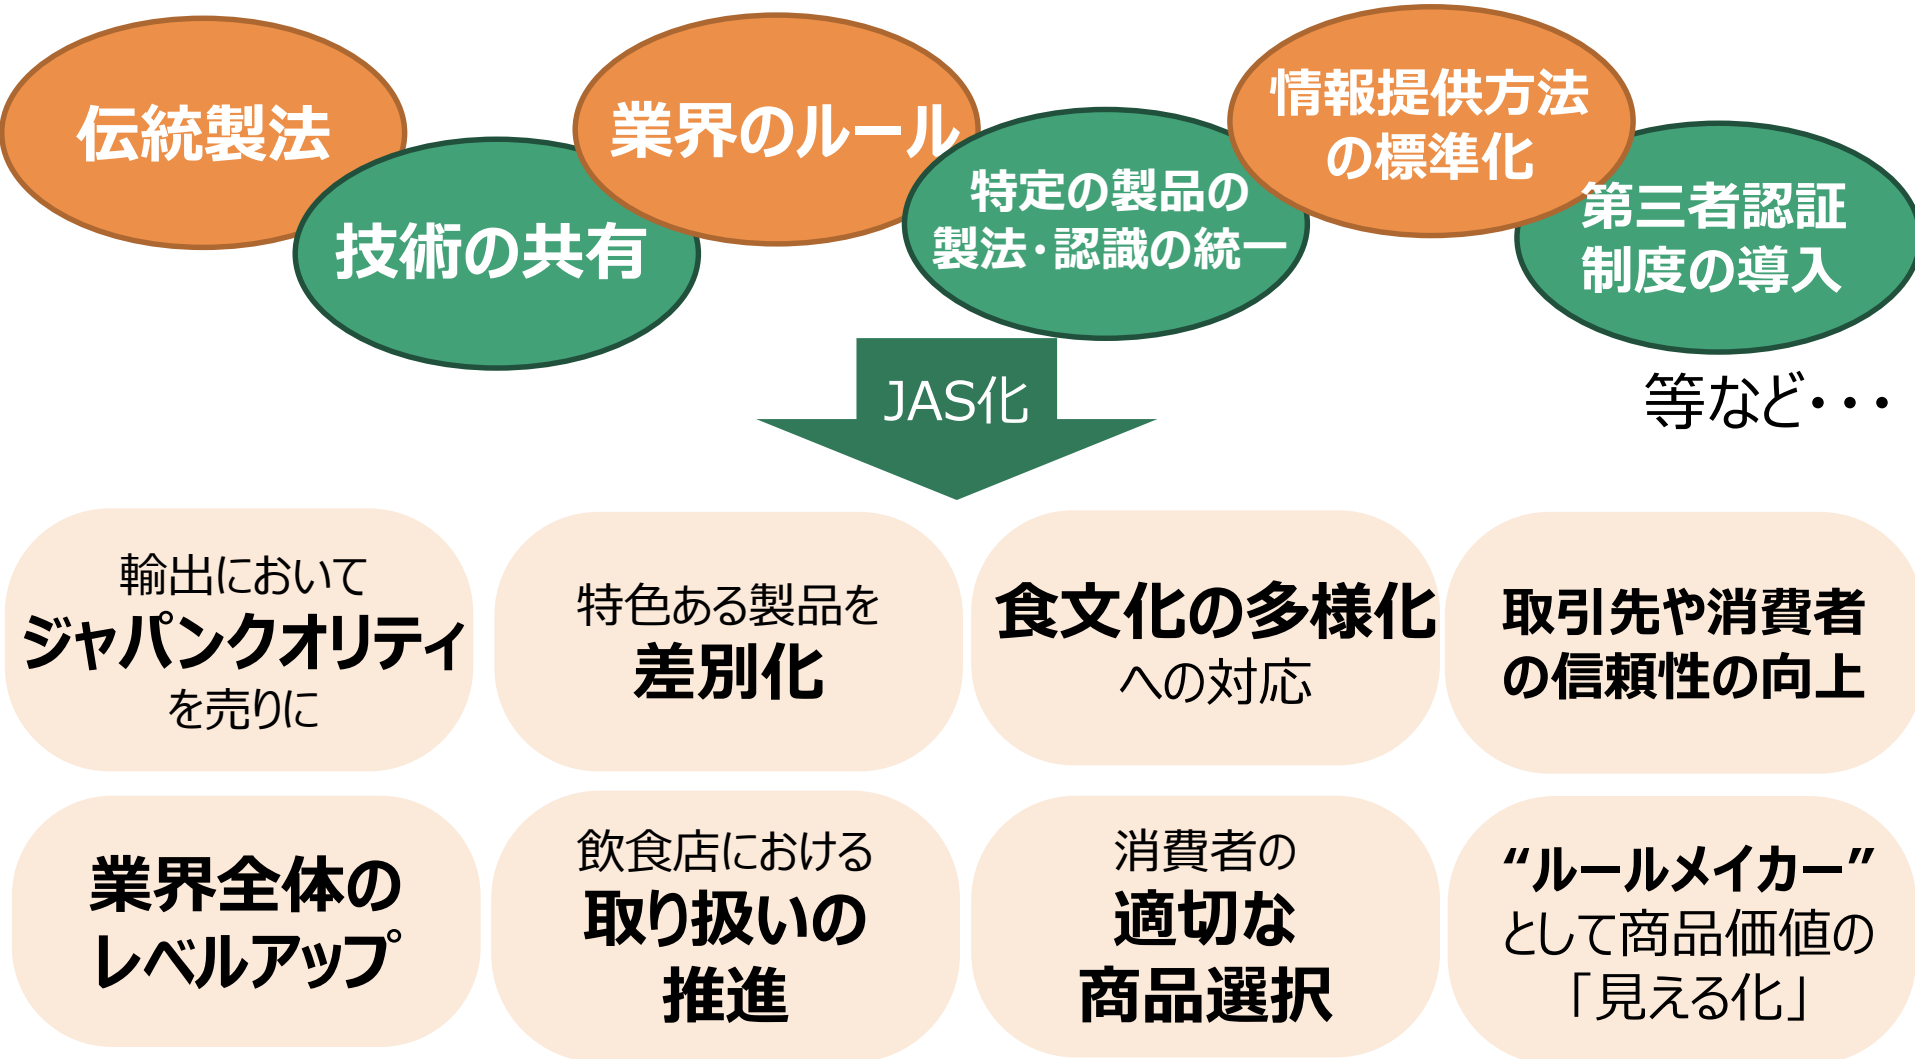 伝統製法
技術の共有
業界のルール
特定の製品の
製法・認識の統一
情報提供方法
の標準化
第三者認証
制度の導入
等など・・・
JAS化
輸出において
ジャパンクオリティ
を売りに
特色ある製品を
差別化
食文化の多様化
への対応
取引先や消費者
の信頼性の向上
業界全体の
レベルアップ
飲食店における
取り扱いの
推進
消費者の
適切な
商品選択
“ルールメイカー”
として商品価値の
「見える化」